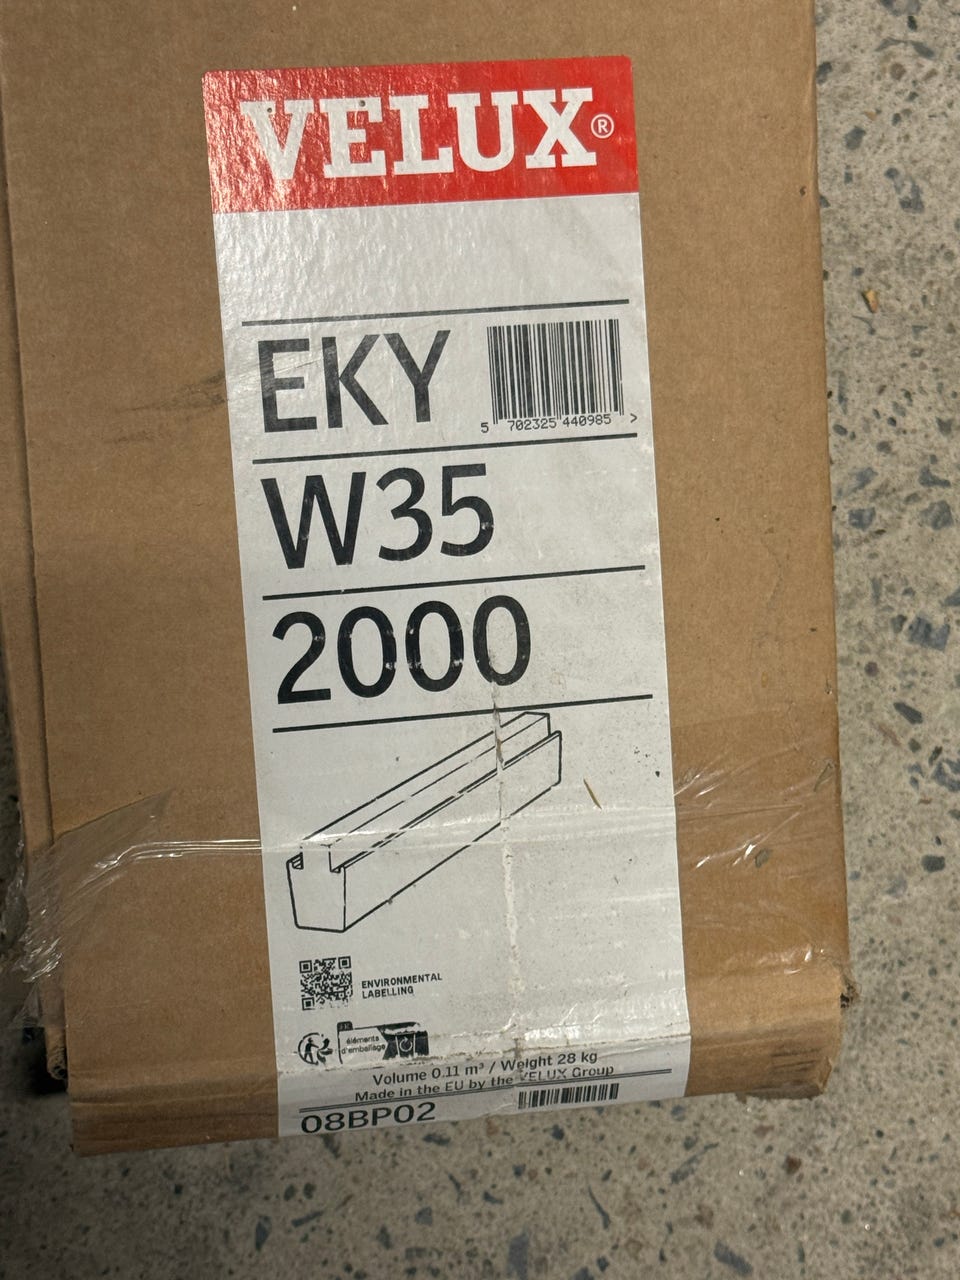 VELUX®
EKY
5 702325 440985 >
W35
2000
ENVIRONMENTAL
LABELLING
FR
éléments
d'emballage
Volume 0.11 m³ / Weight 28 kg
Made in the EU by the VELUX Group
08BP02